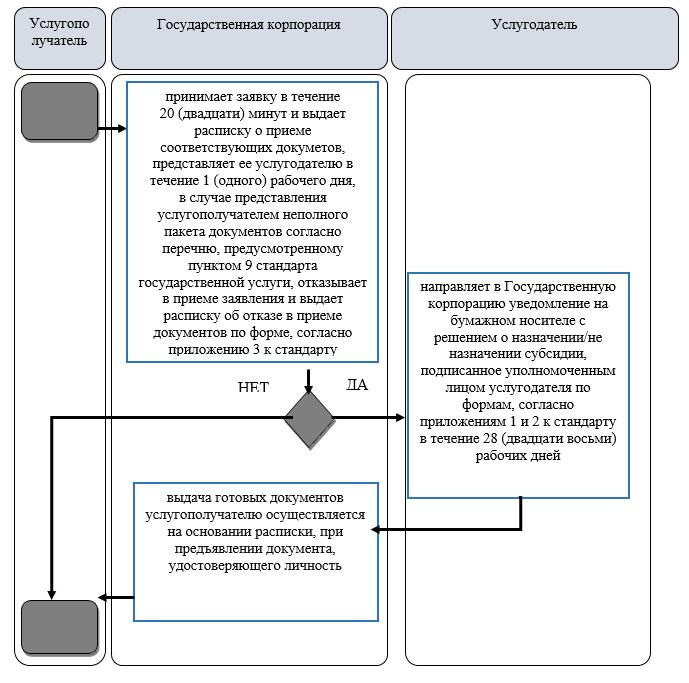 Услугопо
лучатель
Государственная корпорация
Услугодатель
принимает заявку в течение
20 (двадцати) минут и выдает
расписку о приеме
соответствующих докуметов,
представляет ее услугодателю в
течение 1 (одного) рабочего дня,
в случае представления
услугополучателем неполного
пакета документов согласно
перечню, предусмотренному
пунктом 9 стандарта
государственной услуги, отказывает
в приеме заявления и выдает
расписку об отказе в приеме
документов по форме, согласно
приложению 3 к стандарту
направляет в Государственную
корпорацию уведомление на
бумажном носителе с
решением о назначении/не
назначении субсидии,
подписанное уполномоченным
лицом услугодателя по
формам, согласно
приложениям 1 и 2 к стандарту
в течение 28 (двадцати восьми)
рабочих дней
НЕТ
ДА
выдача готовых документов
услугополучателю осуществляется
на основании расписки, при
предъявлении документа,
удостоверяющего личность